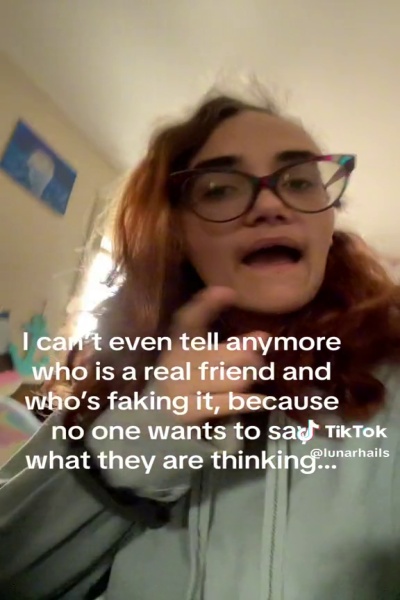 I can't even tell anymore
who is a real friend and
who's faking it, because
no one wants to say
TikTok
what they are thinking...
@lunarhails